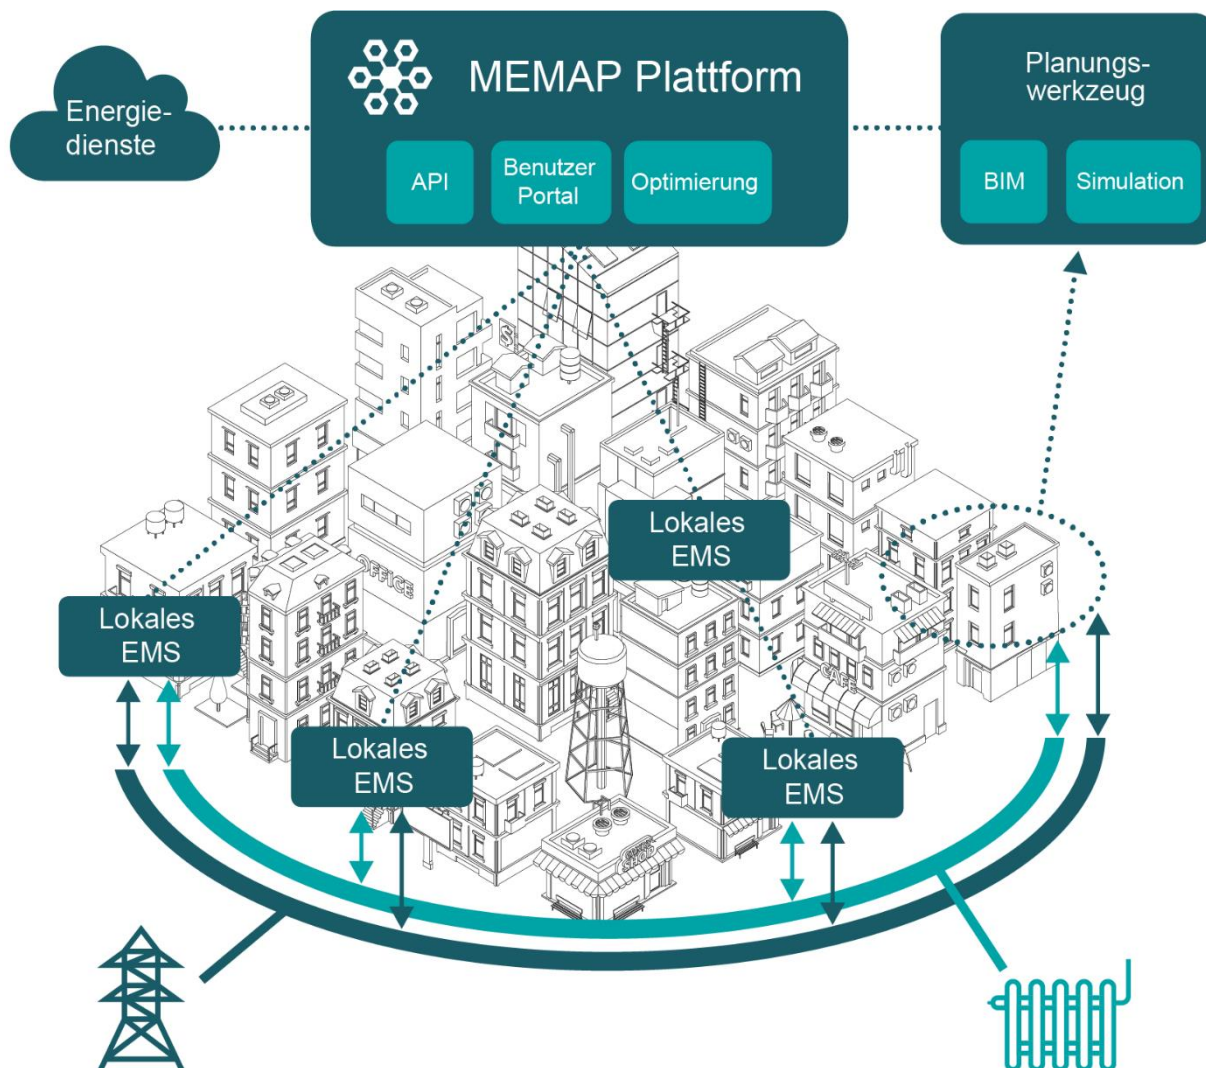 MEMAP Plattform
Energie-
dienste
API
Benutzer
Portal
Optimierung
Planungs-
werkzeug
BIM
Simulation
$
OFFICE
Lokales
EMS
Lokales
EMS
CAFE
Lokales
EMS
Lokales
EMS